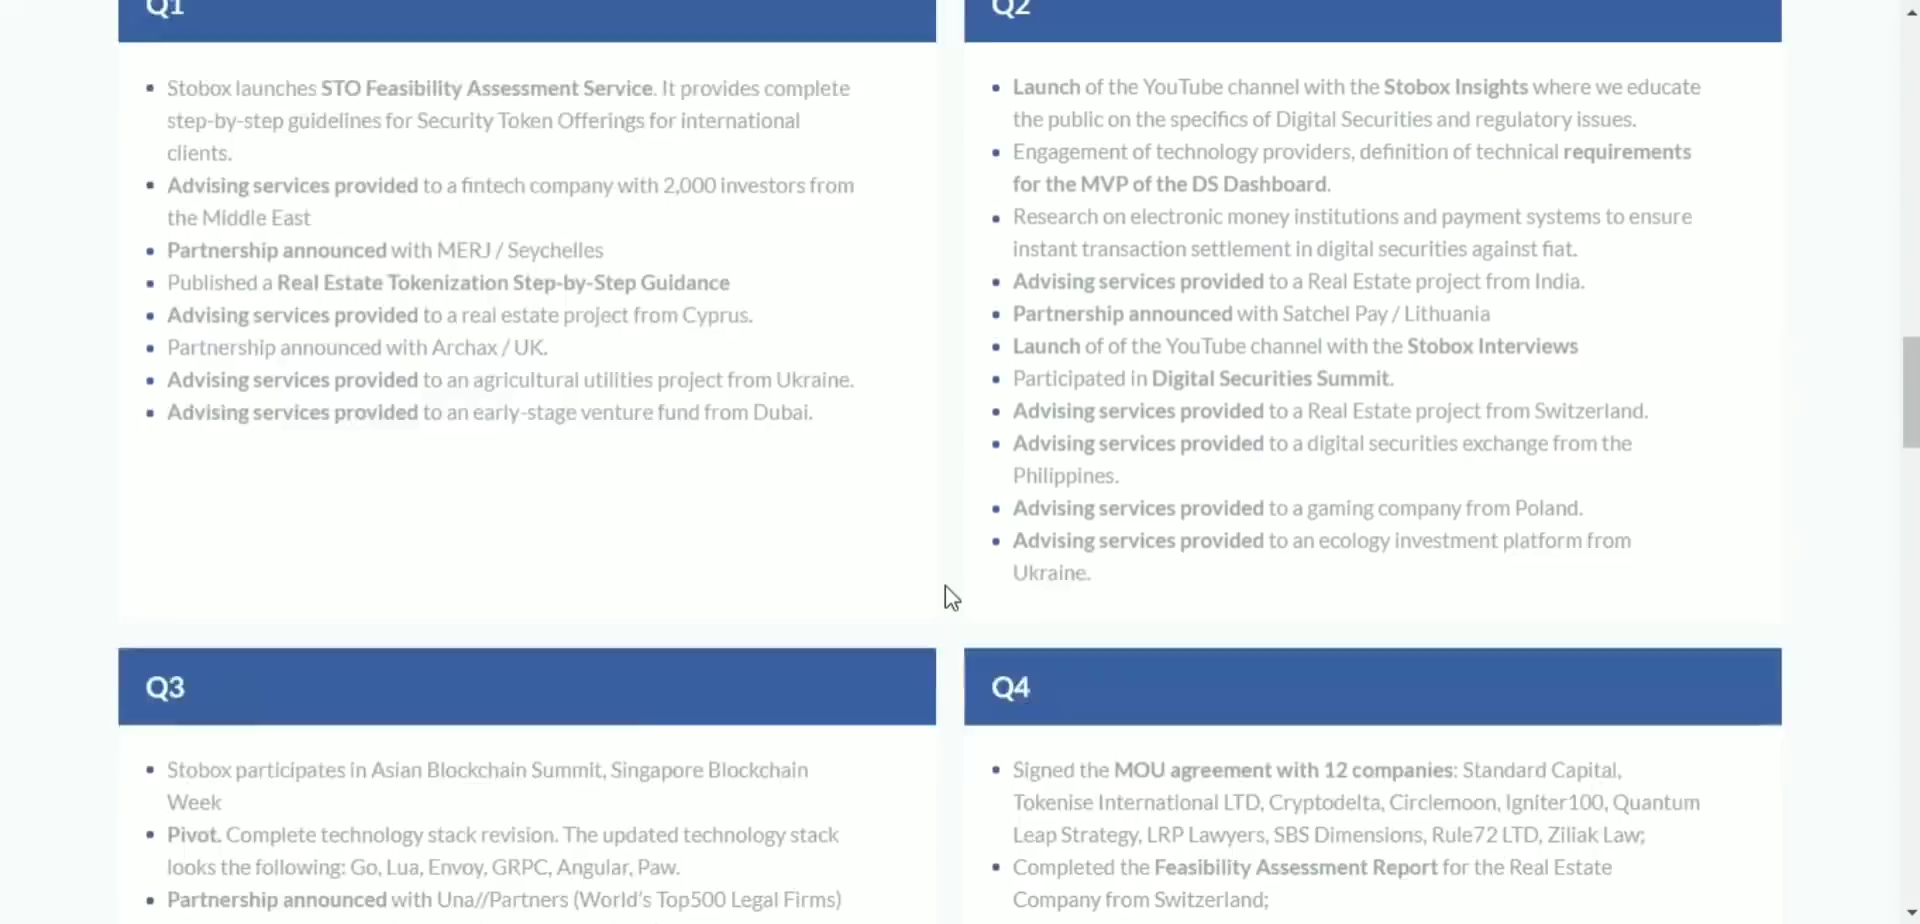 Q1
Stobox launches STO Feasibility Assessment Service. It provides complete
step-by-step guidelines for Security Token Offerings for international
clients.
Advising services provided to a fintech company with 2,000 investors from
the Middle East
Partnership announced with MERJ / Seychelles
Published a Real Estate Tokenization Step-by-Step Guidance
Advising services provided to a real estate project from Cyprus.
Partnership announced with Archax / UK.
Advising services provided to an agricultural utilities project from Ukraine.
Advising services provided to an early-stage venture fund from Dubai.
Q2
Launch of the YouTube channel with the Stobox Insights where we educate
the public on the specifics of Digital Securities and regulatory issues.
Engagement of technology providers, definition of technical requirements
for the MVP of the DS Dashboard.
Research on electronic money institutions and payment systems to ensure
instant transaction settlement in digital securities against fiat.
Advising services provided to a Real Estate project from India.
Partnership announced with Satchel Pay / Lithuania
Launch of of the YouTube channel with the Stobox Interviews
Participated in Digital Securities Summit.
Advising services provided to a Real Estate project from Switzerland.
Advising services provided to a digital securities exchange from the
Philippines.
Advising services provided to a gaming company from Poland.
Advising services provided to an ecology investment platform from
Ukraine.
Q3
Stobox participates in Asian Blockchain Summit, Singapore Blockchain
Week
Pivot. Complete technology stack revision. The updated technology stack
looks the following: Go, Lua, Envoy, GRPC, Angular, Paw.
Partnership announced with Una//Partners (World's Top500 Legal Firms)
Q4
Signed the MOU agreement with 12 companies: Standard Capital,
Tokenise International LTD, Cryptodelta, Circlemoon, Igniter100, Quantum
Leap Strategy, LRP Lawyers, SBS Dimensions, Rule72 LTD, Ziliak Law;
Completed the Feasibility Assessment Report for the Real Estate
Company from Switzerland;